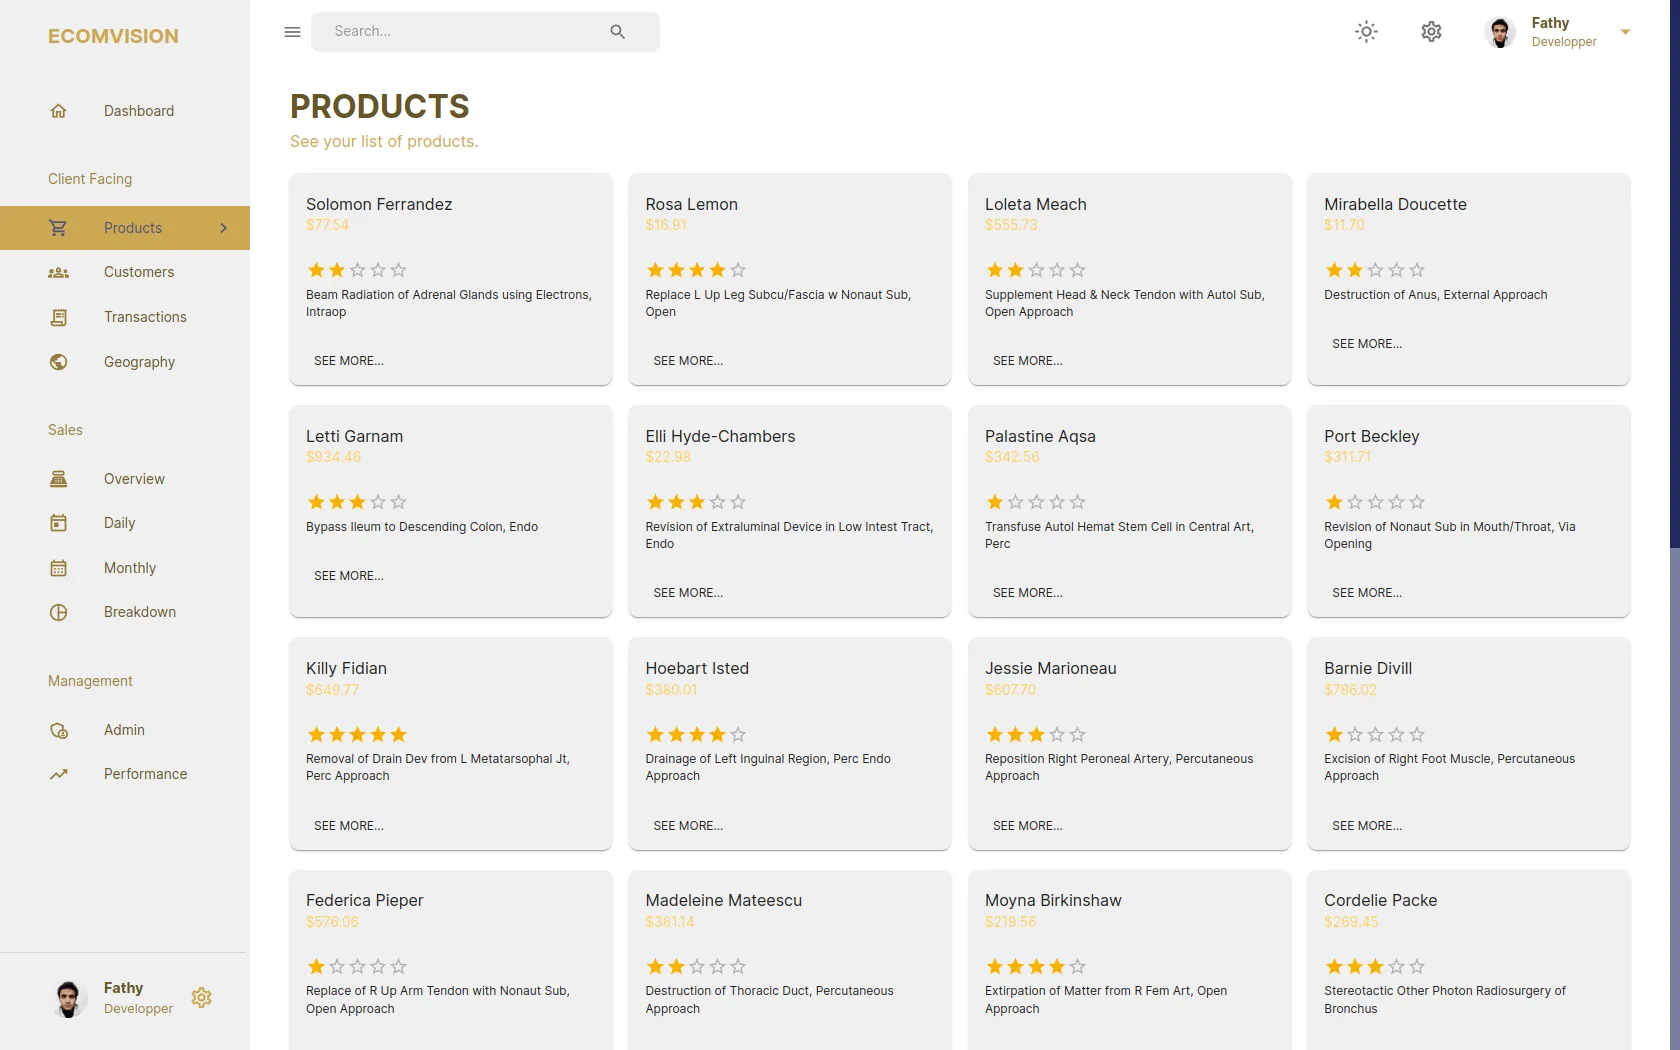 ECOMVISION
Dashboard
Client Facing
Products
Customers
Transactions
Geography
Sales
Overview
Daily
Monthly
Breakdown
Management
Admin
Performance
Fathy
Developper
Search...
Fathy
Developper
PRODUCTS
See your list of products.
Solomon Ferrandez
$77.54
Beam Radiation of Adrenal Glands using Electrons,
Intraop
SEE MORE...
Rosa Lemon
$16.91
Replace L Up Leg Subcu/Fascia w Nonaut Sub,
Open
SEE MORE...
Loleta Meach
$555.73
Supplement Head & Neck Tendon with Autol Sub,
Open Approach
SEE MORE...
Mirabella Doucette
$11.70
Destruction of Anus, External Approach
SEE MORE...
Letti Garnam
$934.46
Bypass Ileum to Descending Colon, Endo
SEE MORE...
Elli Hyde-Chambers
$22.98
Revision of Extraluminal Device in Low Intest Tract,
Endo
SEE MORE...
Palastine Aqsa
$342.56
Transfuse Autol Hemat Stem Cell in Central Art,
Perc
SEE MORE...
Port Beckley
$311.71
Revision of Nonaut Sub in Mouth/Throat, Via
Opening
SEE MORE...
Killy Fidian
$649.77
Removal of Drain Dev from L Metatarsophal Jt,
Perc Approach
SEE MORE...
Hoebart Isted
$380.01
Drainage of Left Inguinal Region, Perc Endo
Approach
SEE MORE...
Jessie Marioneau
$607.70
Reposition Right Peroneal Artery, Percutaneous
Approach
SEE MORE...
Barnie Divill
$786.02
Excision of Right Foot Muscle, Percutaneous
Approach
SEE MORE...
Federica Pieper
$576.06
Replace of R Up Arm Tendon with Nonaut Sub,
Open Approach
Madeleine Mateescu
$361.14
Destruction of Thoracic Duct, Percutaneous
Approach
Moyna Birkinshaw
$219.56
Extirpation of Matter from R Fem Art, Open
Approach
Cordelie Packe
$269.45
Stereotactic Other Photon Radiosurgery of
Bronchus